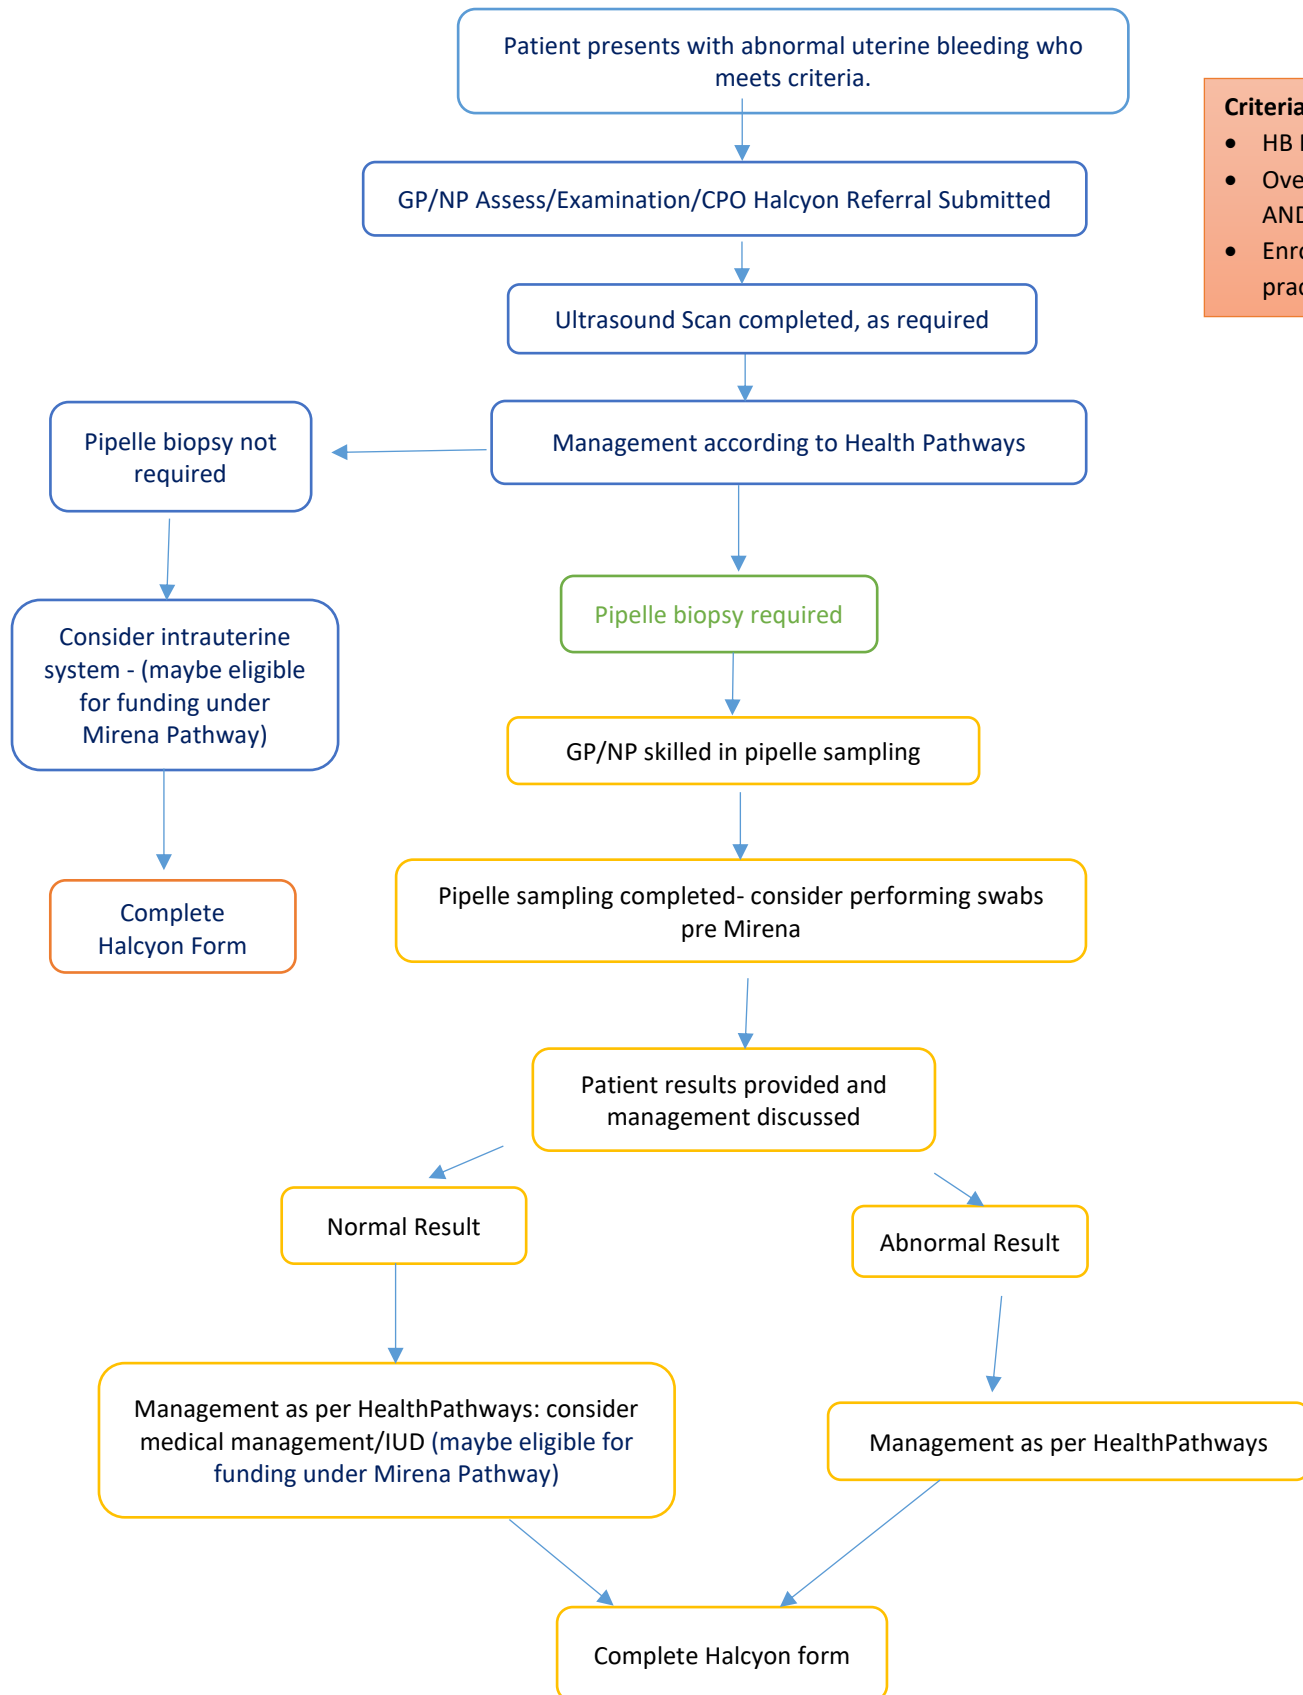 Patient presents with abnormal uterine bleeding who
meets criteria.
Criteria
• HB
• Ove
AND
• Enro
prac
GP/NP Assess/Examination/CPO Halcyon Referral Submitted
Ultrasound Scan completed, as required
Management according to Health Pathways
Pipelle biopsy not
required
Pipelle biopsy required
Consider intrauterine
system - (maybe eligible
for funding under
Mirena Pathway)
GP/NP skilled in pipelle sampling
Complete
Halcyon Form
Pipelle sampling completed- consider performing swabs
pre Mirena
Patient results provided and
management discussed
Normal Result
Abnormal Result
Management as per HealthPathways: consider
medical management/IUD (maybe eligible for
funding under Mirena Pathway)
Management as per HealthPathways
Complete Halcyon form